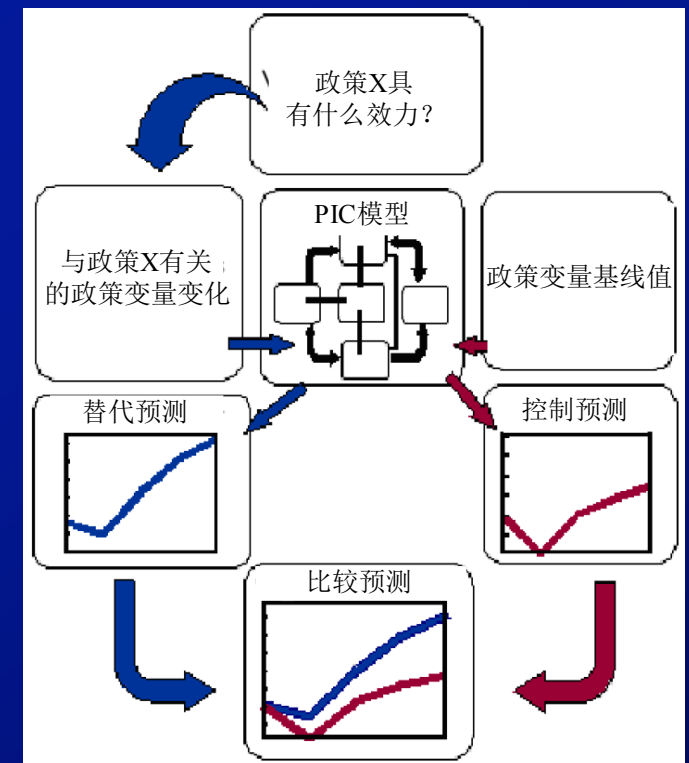 政策X具
有什么效力?
PIC模型
与政策X有关
的政策变量变化
政策变量基线值
替代预测
控制预测
比较预测